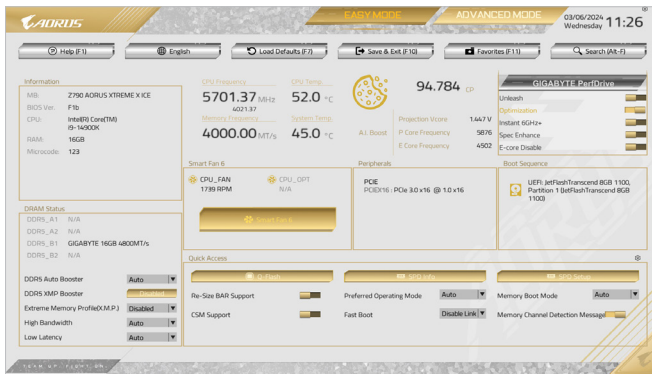 AORUS
EASY MODE
ADVANCED MODE
03/06/2024
Wednesday
11:26
Help (F1)
English
Load Defaults (F7)
Save & Exit (F10)
Favorites (F11)
Search (Alt-F)
Information
MB: Z790 AORUS XTREME X ICE
BIOS Ver. F1b
CPU: Intel(R) Core(TM)
i9-14900K
RAM: 16GB
Microcode: 123
CPU Frequency
5701.37 MHz
4021.37
CPU Temp.
52.0 °C
Memory Frequency
4000.00 MT/s
System Temp.
45.0 °C
94.784 CP
A.I. Boost
Projection Vcore 1.447 V
P Core Frequency 5876
E Core Frequency 4502
GIGABYTE PerfDrive
Unleash
Optimization
Instant 6GHz+
Spec Enhance
E-core Disable
Smart Fan 6
CPU_FAN
1739 RPM
CPU_OPT
N/A
Smart Fan 6
Peripherals
PCIE
PCIEX16 : PCIe 3.0 x16 @ 1.0 x16
Boot Sequence
UEFI: JetFlashTranscend 8GB 1100,
Partition 1 (JetFlashTranscend 8GB
1100)
DRAM Status
DDR5_A1 N/A
DDR5_A2 N/A
DDR5_B1 GIGABYTE 16GB 4800MT/s
DDR5_B2 N/A
DDR5 Auto Booster Auto
DDR5 XMP Booster Disabled
Extreme Memory Profile(X.M.P.) Disabled
High Bandwidth Auto
Low Latency Auto
Quick Access
Q-Flash
SPD Info
SPD Setup
Re-Size BAR Support
Preferred Operating Mode Auto
Memory Boot Mode Auto
CSM Support
Fast Boot Disable Link
Memory Channel Detection Message
TEAM UP. FIGHT ON.